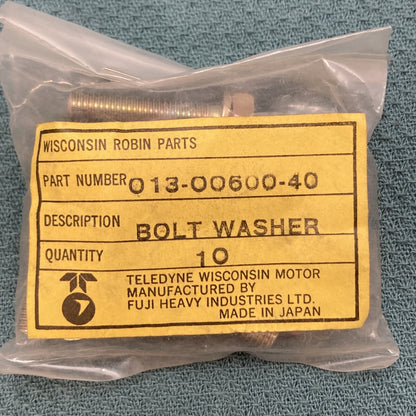 WISCONSIN ROBIN PARTS
PART NUMBER 013-00600-40
DESCRIPTION BOLT WASHER
QUANTITY 10
TELEDYNE WISCONSIN MOTOR
MANUFACTURED BY
FUJI HEAVY INDUSTRIES LTD.
MADE IN JAPAN